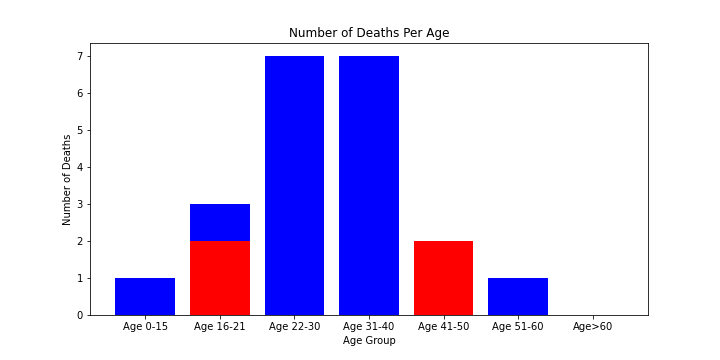 Number of Deaths Per Age
Number of Deaths
7
6
5
4
3
2
1
0
Age 0-15 Age 16-21 Age 22-30 Age 31-40 Age 41-50 Age 51-60 Age>60
Age Group